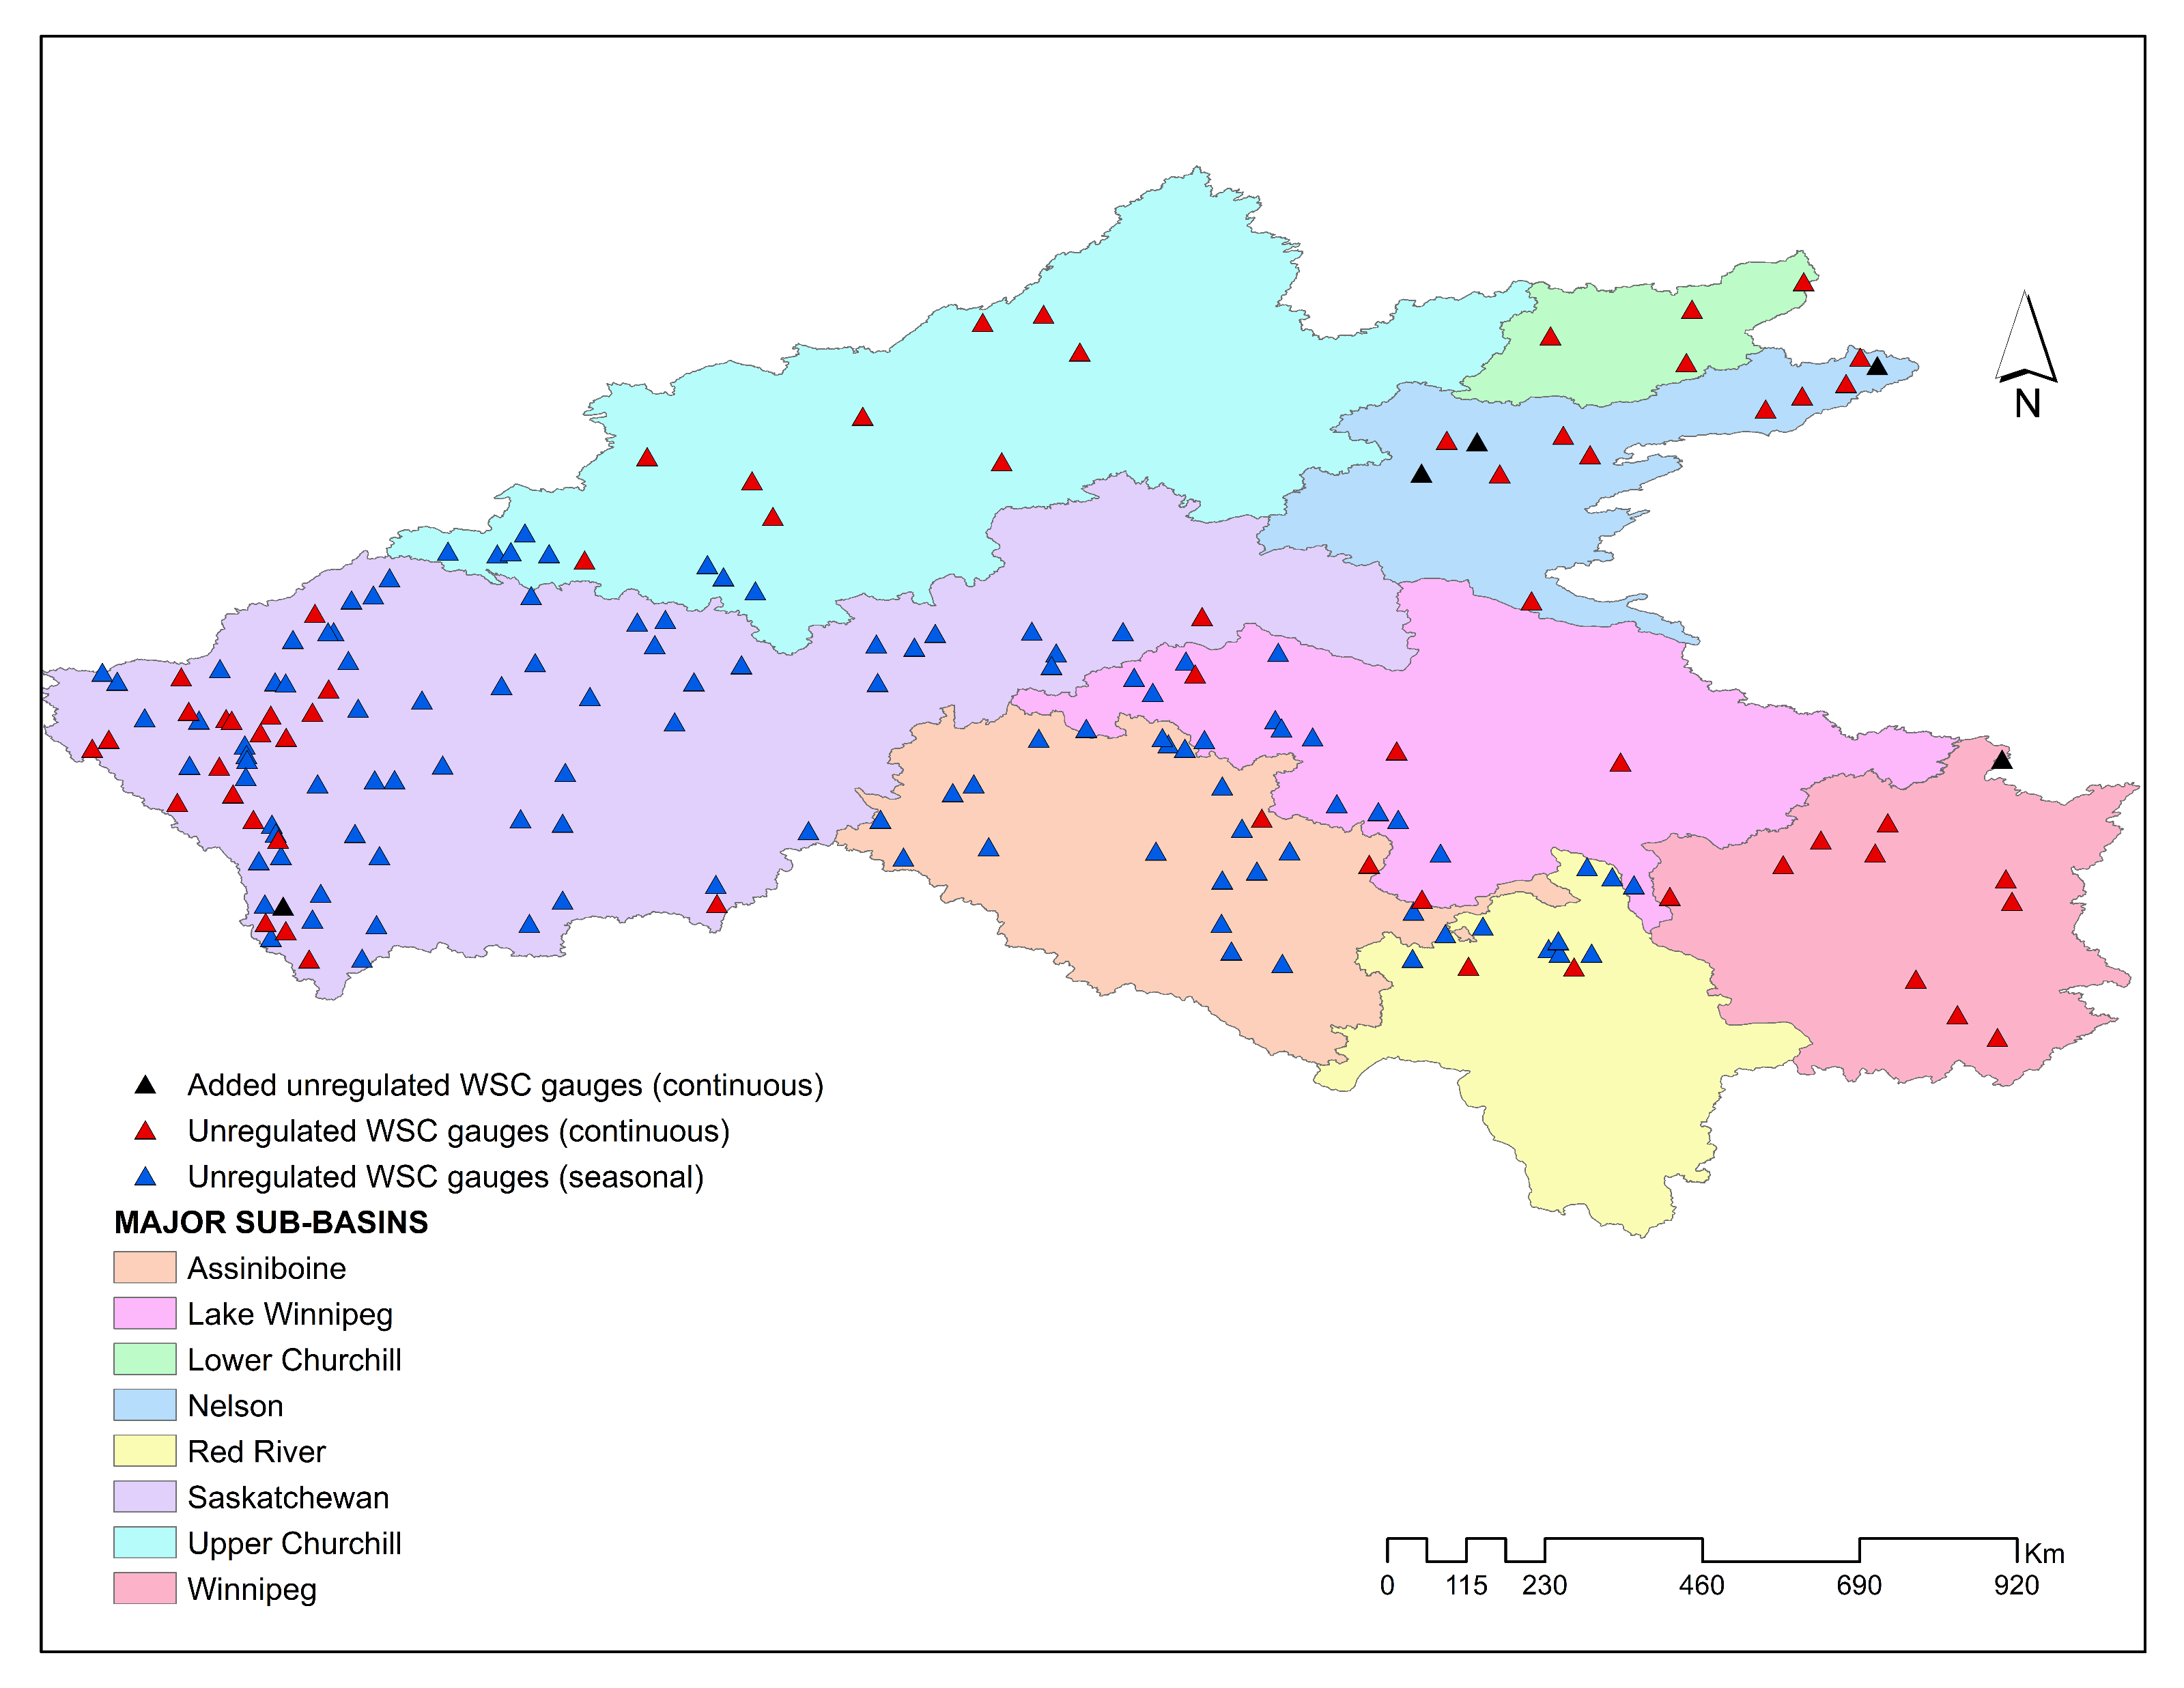 N
Added unregulated WSC gauges (continuous)
Unregulated WSC gauges (continuous)
Unregulated WSC gauges (seasonal)
MAJOR SUB-BASINS
Assiniboine
Lake Winnipeg
Lower Churchill
Nelson
Red River
Saskatchewan
Upper Churchill
Winnipeg
Km
0 115 230 460 690 920